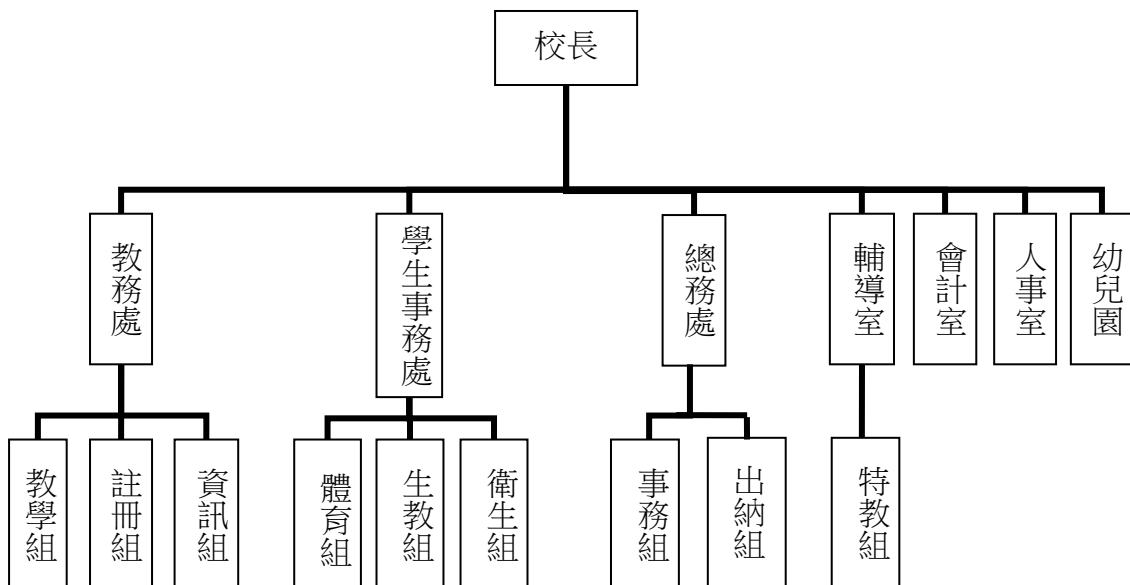 校長
教務處
學生事務處
總務處
輔導室
會計室
人事室
幼兒園
教學組
註冊組
資訊組
體育組
生教組
衛生組
事務組
出納組
特教組